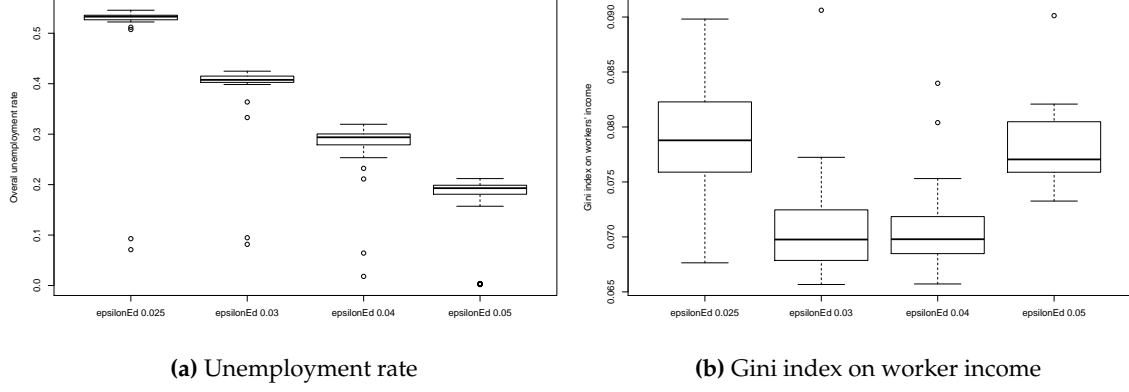 0.5
0.4
0.3
0.2
0.1
0.0
Overal unemployment rate
epsilonEd 0.025 epsilonEd 0.03 epsilonEd 0.04 epsilonEd 0.05
(a) Unemployment rate
0.090
0.085
0.080
0.075
0.070
0.065
Gini index on workers' income
epsilonEd 0.025 epsilonEd 0.03 epsilonEd 0.04 epsilonEd 0.05
(b) Gini index on worker income